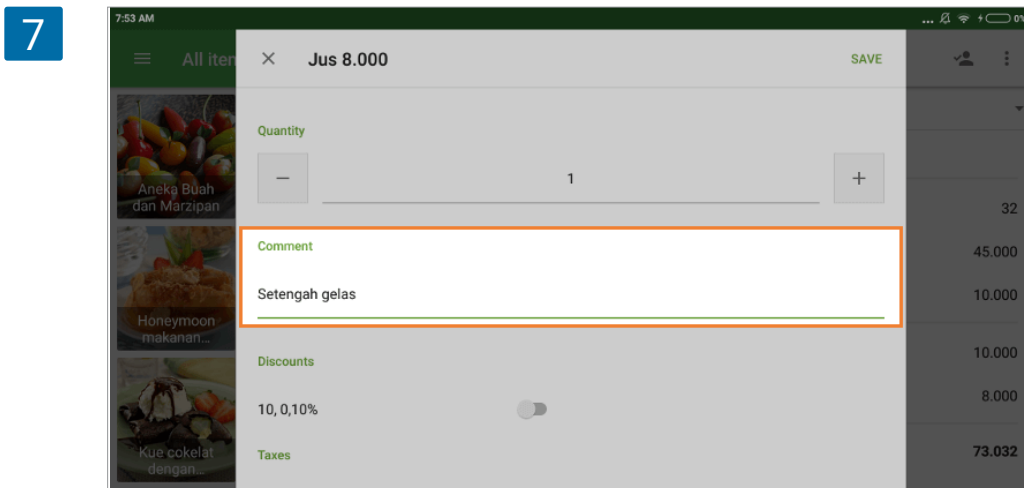 7
7:53 AM
... 0%
All iten
Jus 8.000
SAVE
Quantity
1
Aneka Buah
dan Marzipan
32
Comment
45.000
Setengah gelas
10.000
Honeymoon
makanan...
10.000
Discounts
8.000
10, 0,10%
Kue cokelat
dengan...
Taxes
73.032